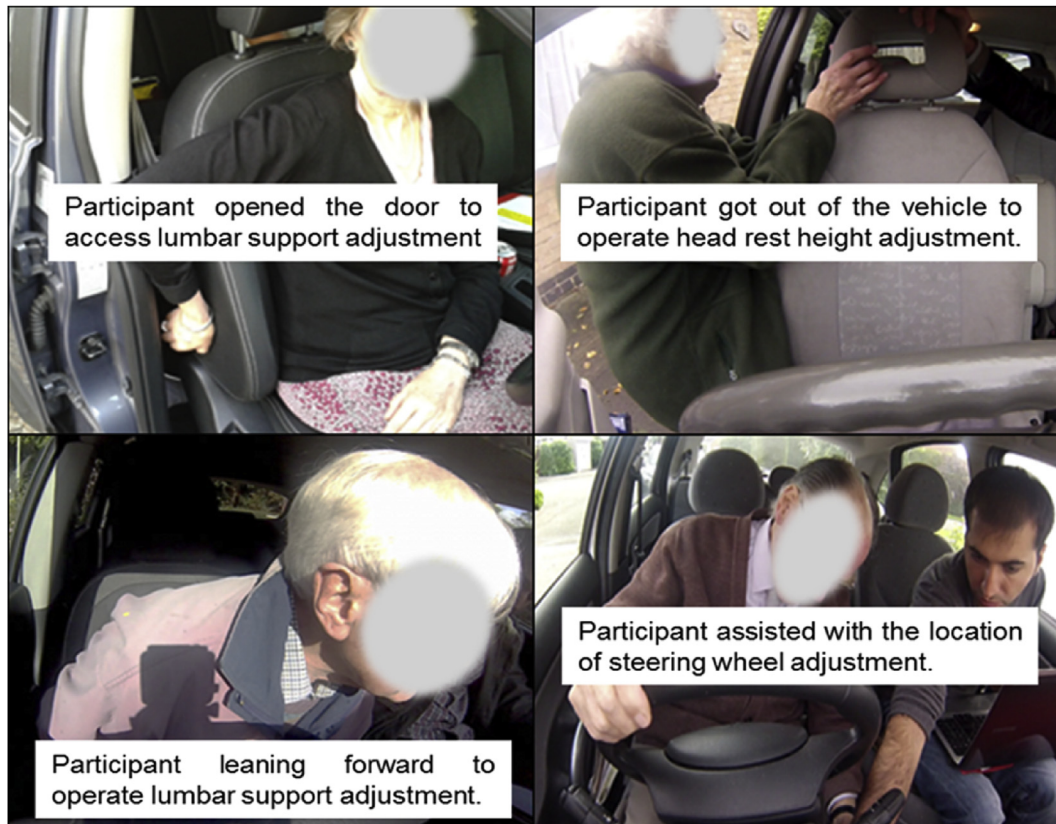 Participant opened the door to
access lumbar support adjustment
Participant got out of the vehicle to
operate head rest height adjustment.
Participant leaning forward to
operate lumbar support adjustment.
Participant assisted with the location
of steering wheel adjustment.